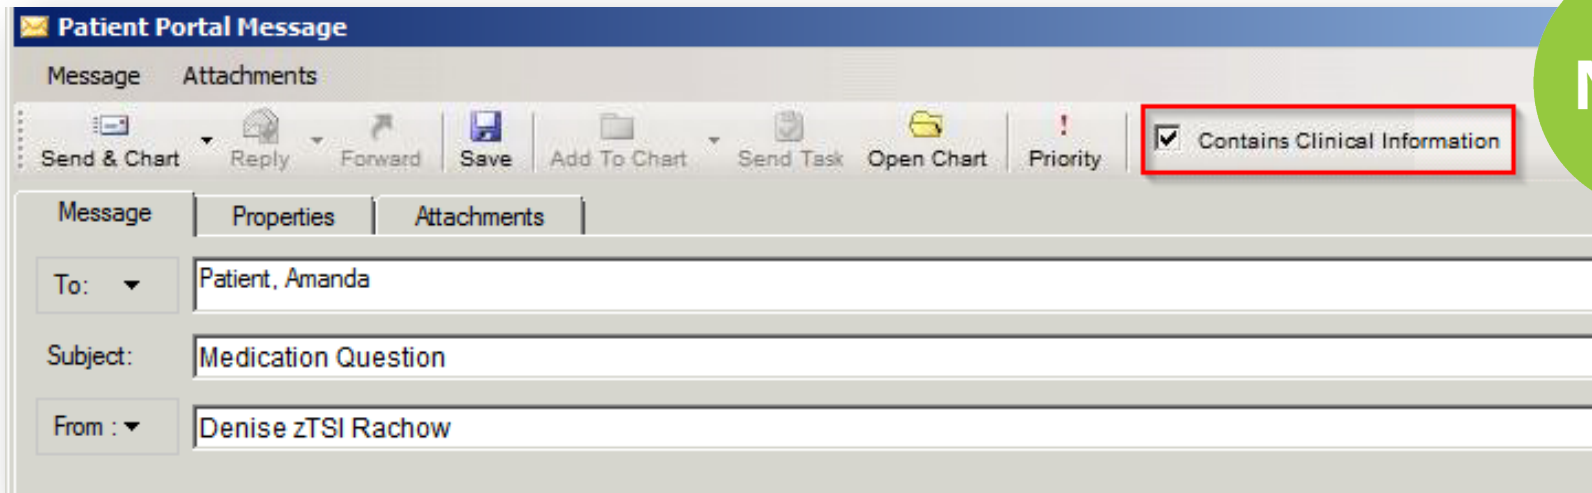 Patient Portal Message
Message Attachments
Send & Chart Reply Forward Save Add To Chart Send Task Open Chart Priority Contains Clinical Information
Message Properties Attachments
To: Patient, Amanda
Subject: Medication Question
From : Denise zTSI Rachow